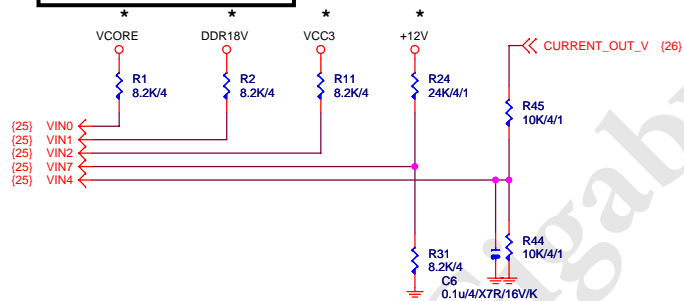 * * * *
VCORE DDR18V VCC3 +12V
CURRENT_OUT_V {26}
R1
8.2K/4
R2
8.2K/4
R11
8.2K/4
R24
24K/4/1
R45
10K/4/1
{25} VIN0
{25} VIN1
{25} VIN2
{25} VIN7
{25} VIN4
R31
8.2K/4
R44
10K/4/1
C6
0.1u/4/X7R/16V/K
Gigaby